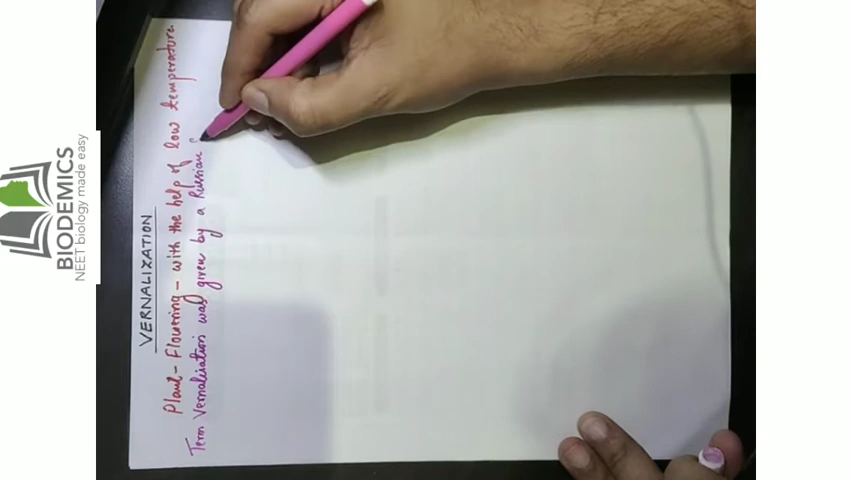 BIODEMICS
NEET biology made easy
VERNALIZATION
Plant - Flowering - with the help of low temperature.
Term Vernalisation was given by a Russian